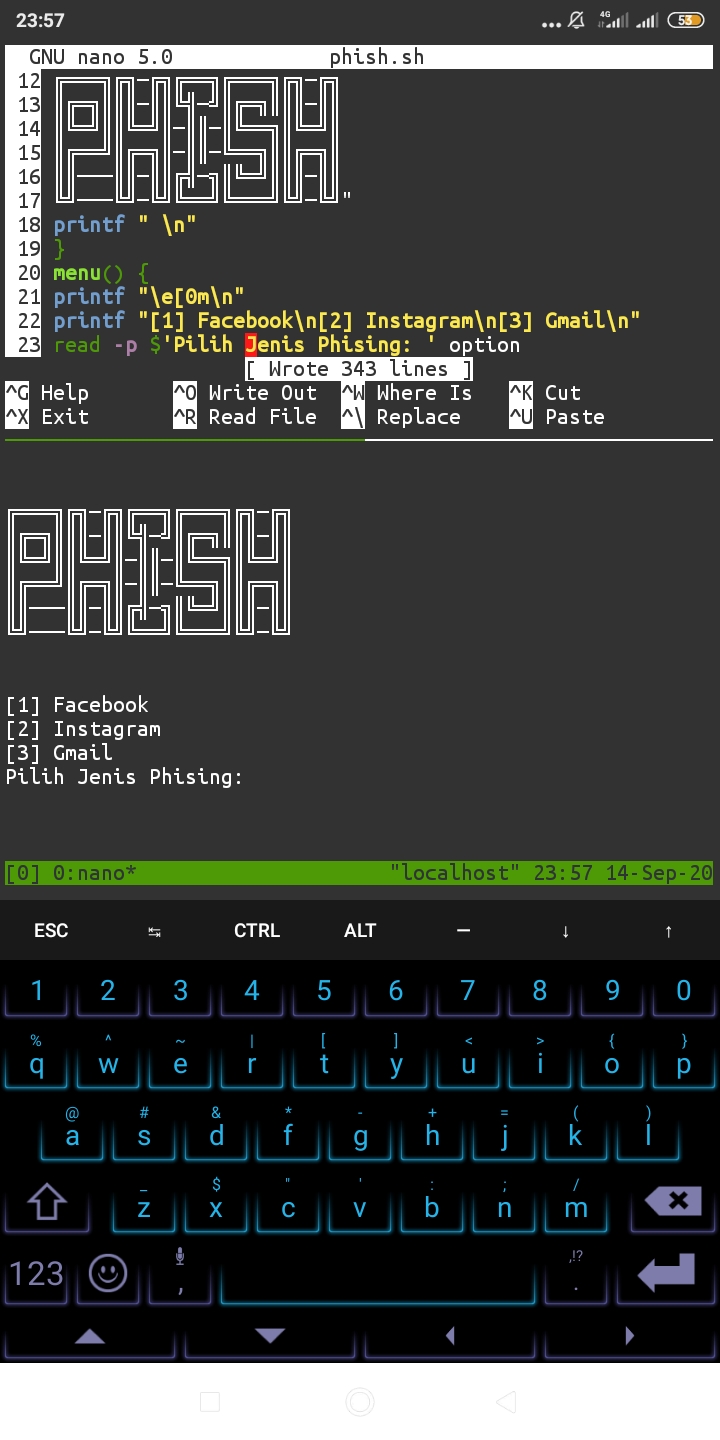 23:57 ... 4G 53
GNU nano 5.0 phish.sh
12
13
14
15
16
17 "
PHISH
18 printf " \n"
19 }
20 menu() {
21 printf "\e[0m\n"
22 printf "[1] Facebook\n[2] Instagram\n[3] Gmail\n"
23 read -p $'Pilih Jenis Phising: ' option
[ Wrote 343 lines ]
^G Help ^O Write Out ^W Where Is ^K Cut
^X Exit ^R Read File ^\ Replace ^U Paste
PHISH
[1] Facebook
[2] Instagram
[3] Gmail
Pilih Jenis Phising:
[0] 0:nano* "localhost" 23:57 14-Sep-20
ESC ↹ CTRL ALT — ↓ ↑
1 2 3 4 5 6 7 8 9 0
% ^ ~ | [ ] < > { }
q w e r t y u i o p
@ # & * - + = ( )
a s d f g h j k l
_ $ " ' : ; /
z x c v b n m
,!?
123 , .